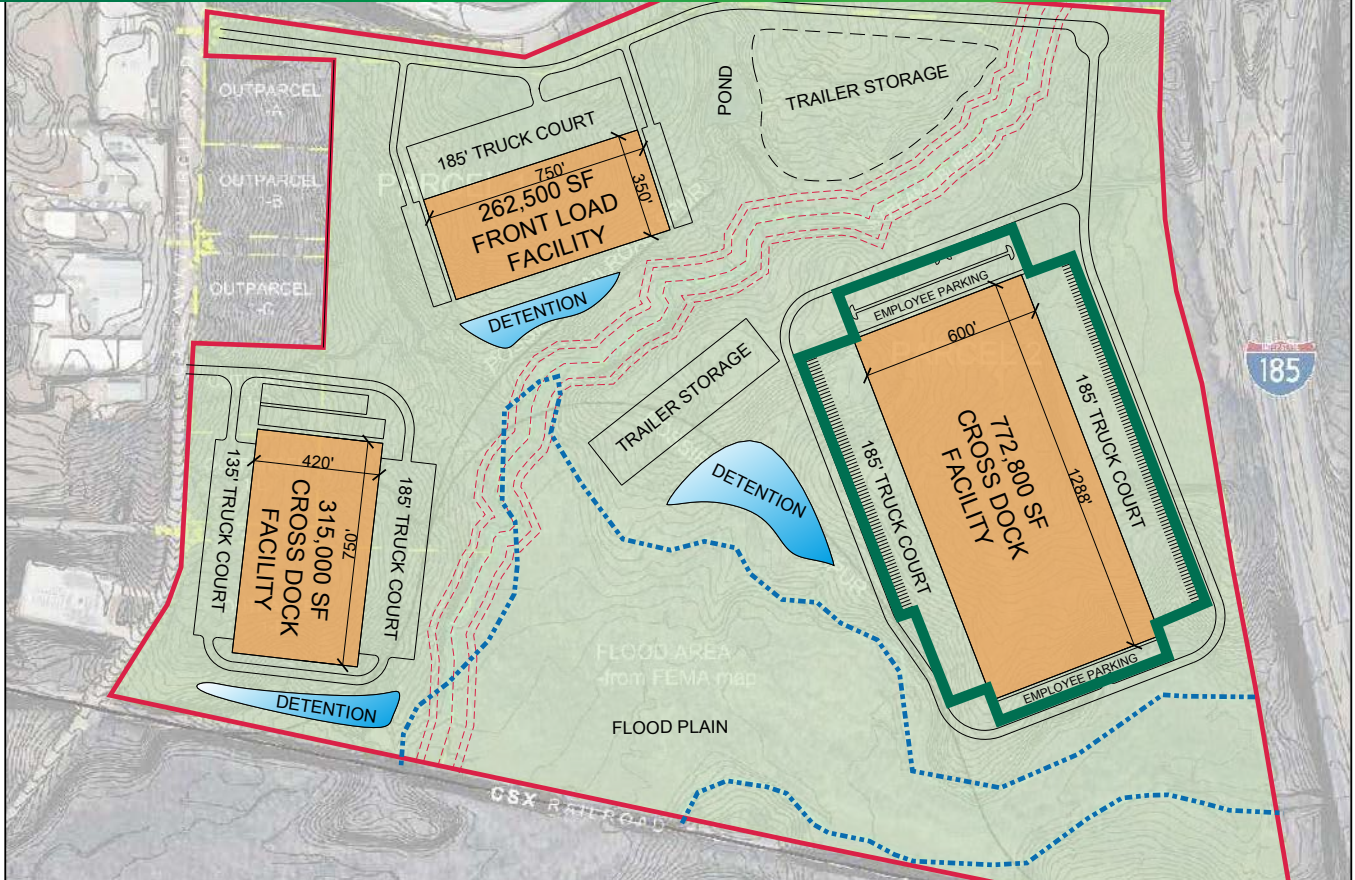 OUTPARCEL
-A
OUTPARCEL
-B
OUTPARCEL
-C
185' TRUCK COURT
750'
350'
262,500 SF
FRONT LOAD
FACILITY
DETENTION
POND
TRAILER STORAGE
EMPLOYEE PARKING
600'
185' TRUCK COURT
1288'
772,800 SF
CROSS DOCK
FACILITY
185' TRUCK COURT
EMPLOYEE PARKING
INTERSTATE
185
TRAILER STORAGE
DETENTION
135' TRUCK COURT
420'
750'
315,000 SF
CROSS DOCK
FACILITY
185' TRUCK COURT
DETENTION
FLOOD AREA
-from FEMA map
FLOOD PLAIN
CSX RAILROAD